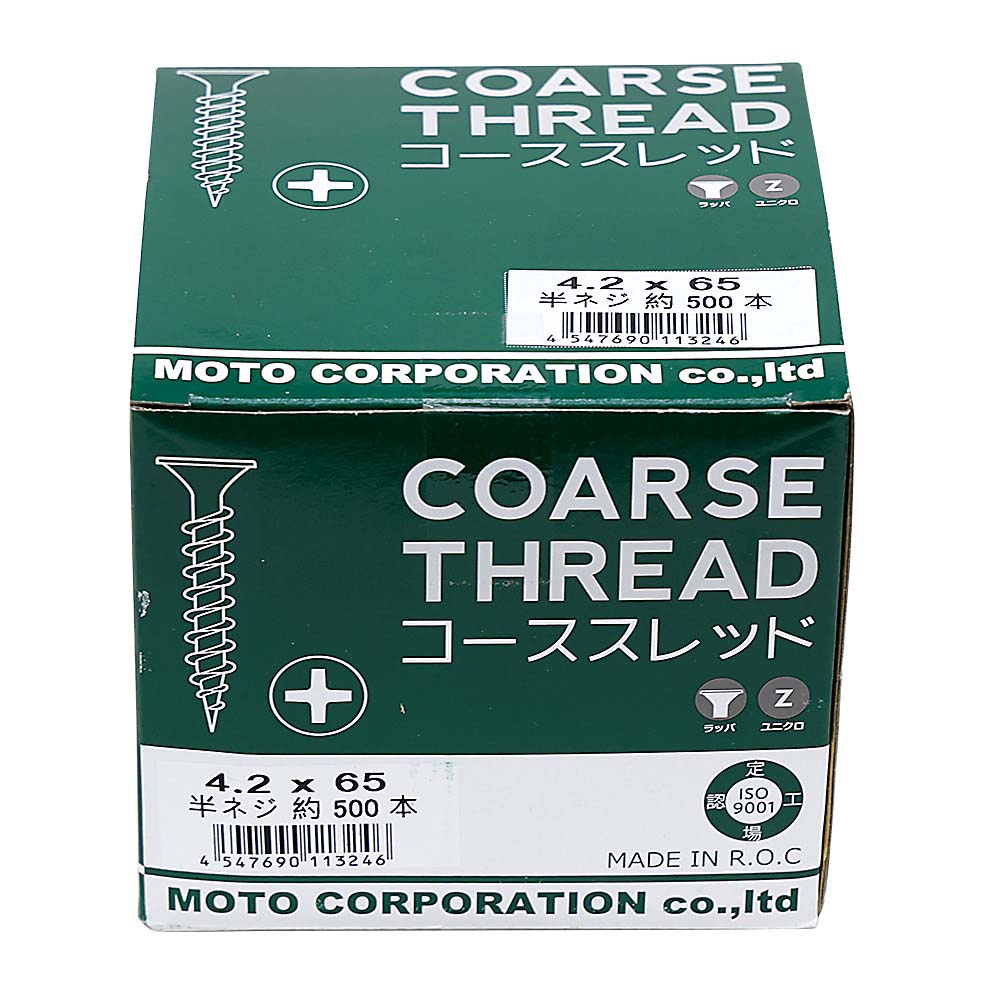 COARSE
THREAD
コーススレッド
Z
ラッパ ユニクロ
4.2 x 65
半ネジ 約 500 本
4 547690 113246
MOTO CORPORATION co.,ltd
COARSE
THREAD
コーススレッド
Z
ラッパ ユニクロ
4.2 x 65
半ネジ 約 500 本
4 547690 113246
認定工場
ISO
9001
MADE IN R.O.C
MOTO CORPORATION co.,ltd